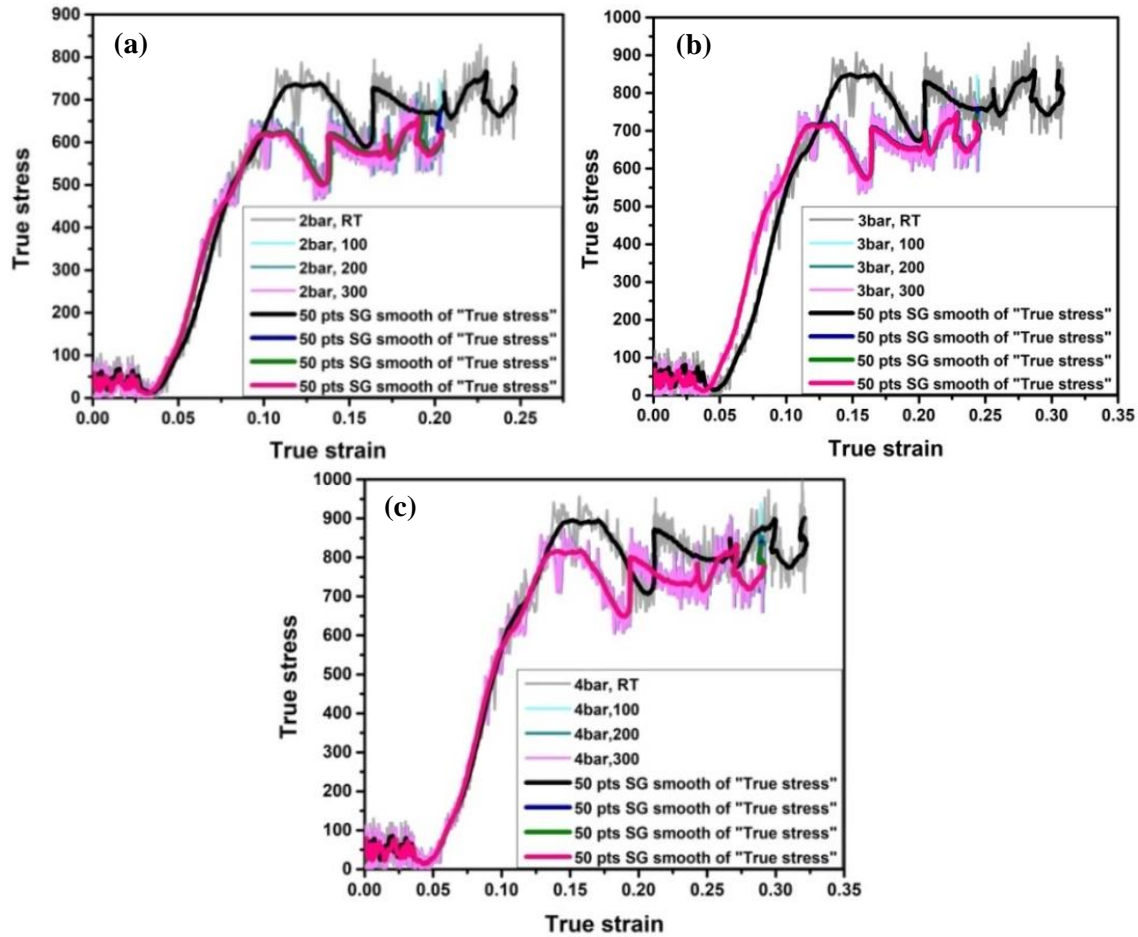 (a)
900
800
700
600
500
400
300
200
100
0
True stress
2bar, RT
2bar, 100
2bar, 200
2bar, 300
50 pts SG smooth of "True stress"
50 pts SG smooth of "True stress"
50 pts SG smooth of "True stress"
50 pts SG smooth of "True stress"
0.00 0.05 0.10 0.15 0.20 0.25
True strain
(b)
1000
900
800
700
600
500
400
300
200
100
0
True stress
3bar, RT
3bar, 100
3bar, 200
3bar, 300
50 pts SG smooth of "True stress"
50 pts SG smooth of "True stress"
50 pts SG smooth of "True stress"
50 pts SG smooth of "True stress"
0.00 0.05 0.10 0.15 0.20 0.25 0.30 0.35
True strain
(c)
1000
900
800
700
600
500
400
300
200
100
0
True stress
4bar, RT
4bar,100
4bar,200
4bar,300
50 pts SG smooth of "True stress"
50 pts SG smooth of "True stress"
50 pts SG smooth of "True stress"
50 pts SG smooth of "True stress"
0.00 0.05 0.10 0.15 0.20 0.25 0.30 0.35
True strain